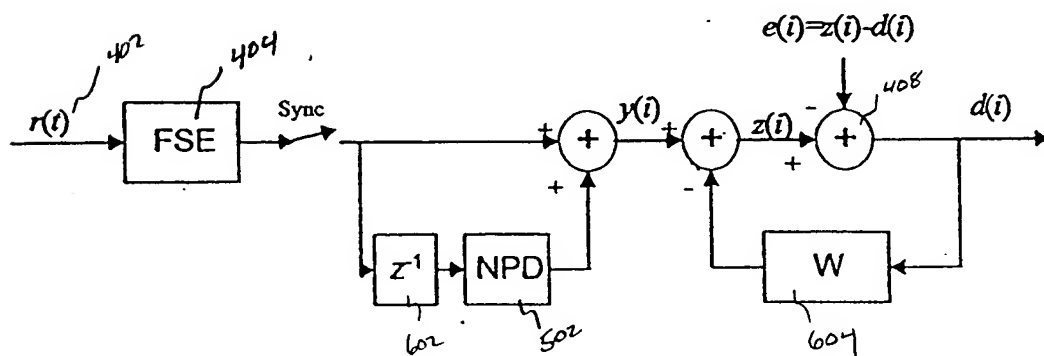 e(i)=z(i)-d(i)
402
404
408
r(t)
FSE
Sync
+
+
+
y(i)
+
+
-
z(i)
-
+
+
d(i)
z-1
NPD
W
602
502
604